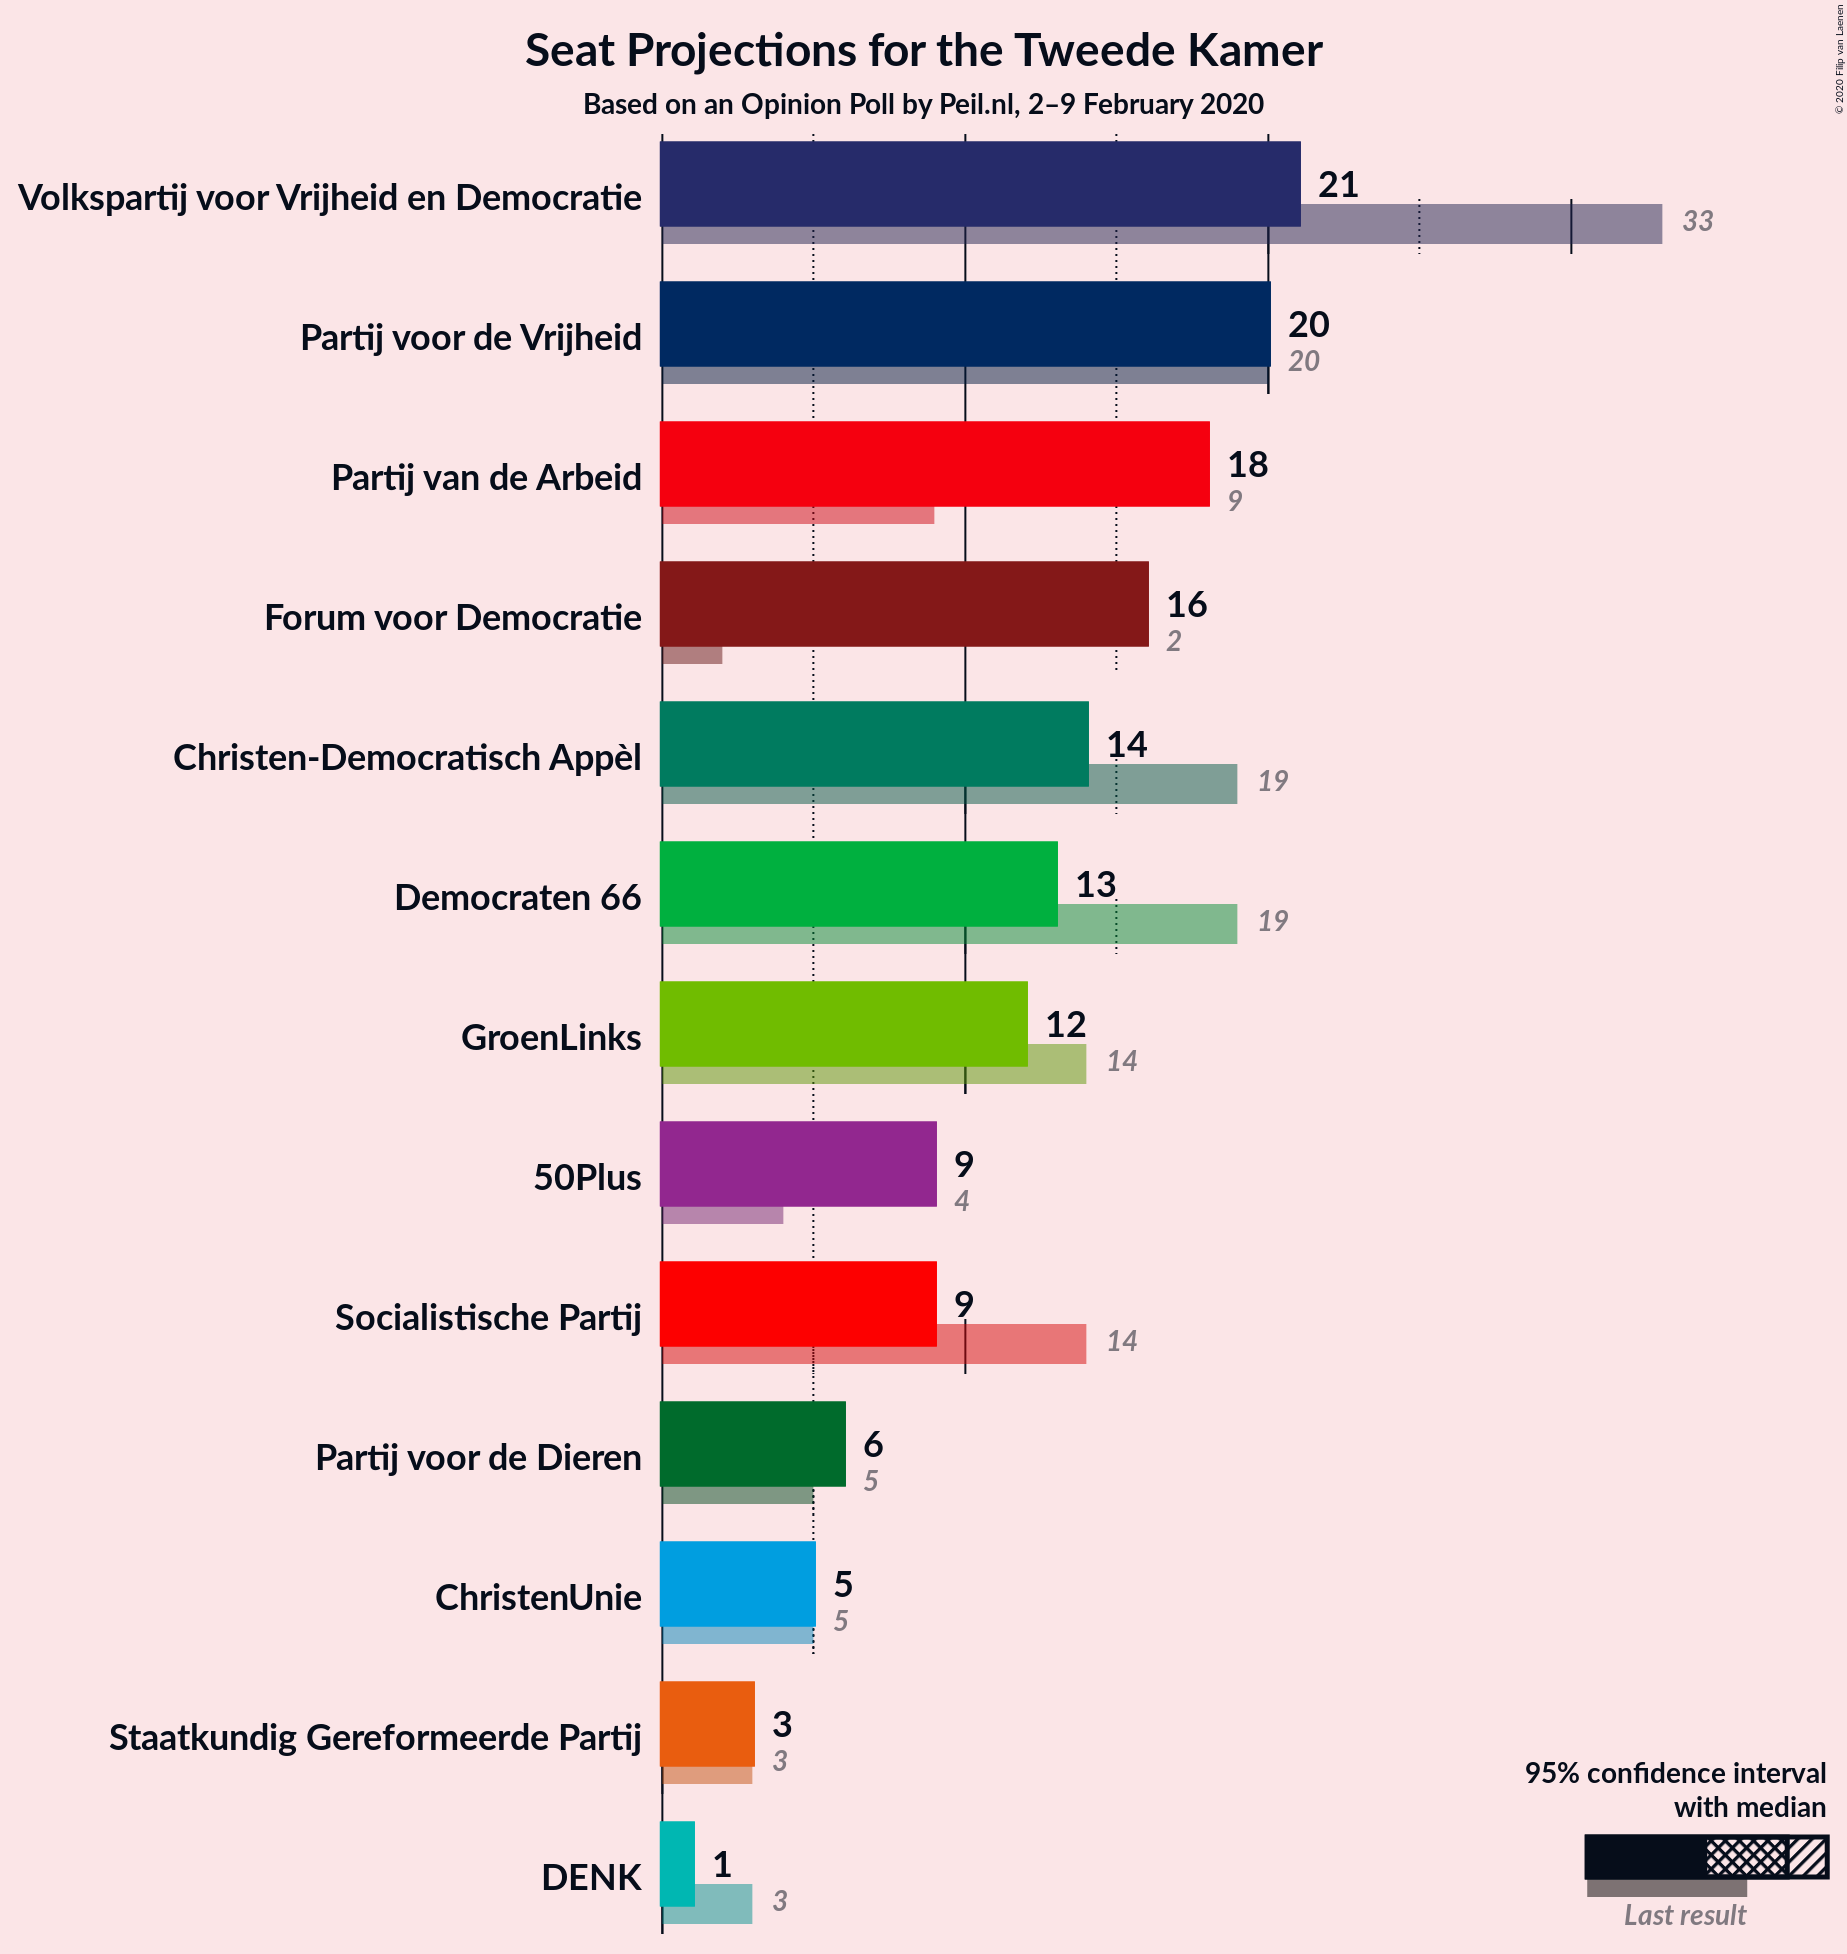 Seat Projections for the Tweede Kamer
Based on an Opinion Poll by Peil.nl, 2–9 February 2020
© 2020 Filip van Laenen
Volkspartij voor Vrijheid en Democratie
21
33
Partij voor de Vrijheid
20
20
Partij van de Arbeid
18
9
Forum voor Democratie
16
2
Christen-Democratisch Appèl
14
19
Democraten 66
13
19
GroenLinks
12
14
50Plus
9
4
Socialistische Partij
9
14
Partij voor de Dieren
6
5
ChristenUnie
5
5
Staatkundig Gereformeerde Partij
3
3
DENK
1
3
95% confidence interval
with median
Last result